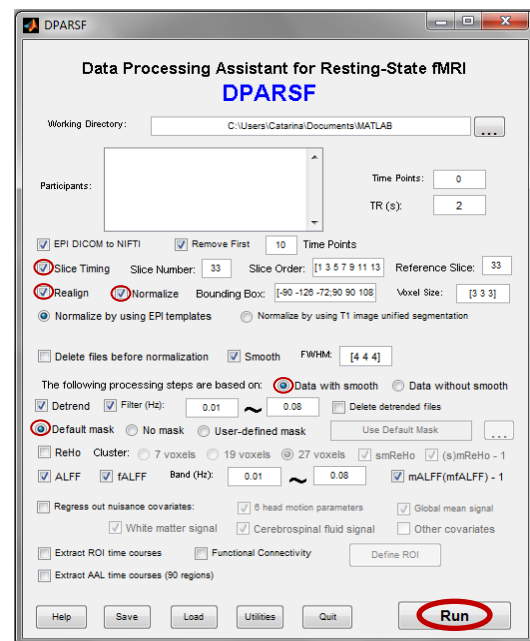 DPARSF
Data Processing Assistant for Resting-State fMRI
DPARSF
Working Directory: C:\Users\Catarina\Documents\MATLAB ...
Participants: Time Points: 0
TR (s): 2
EPI DICOM to NIFTI Remove First 10 Time Points
Slice Timing Slice Number: 33 Slice Order: [1 3 5 7 9 11 13 Reference Slice: 33
Realign Normalize Bounding Box: [-90 -126 -72;90 90 108] Voxel Size: [3 3 3]
Normalize by using EPI templates Normalize by using T1 image unified segmentation
Delete files before normalization Smooth FWHM: [4 4 4]
The following processing steps are based on: Data with smooth Data without smooth
Detrend Filter (Hz): 0.01 ~ 0.08 Delete detrended files
Default mask No mask User-defined mask Use Default Mask ...
ReHo Cluster: 7 voxels 19 voxels 27 voxels smReHo (s)mReHo - 1
ALFF fALFF Band (Hz): 0.01 ~ 0.08 mALFF(mfALFF) - 1
Regress out nuisance covariates: 6 head motion parameters Global mean signal
White matter signal Cerebrospinal fluid signal Other covariates
Extract ROI time courses Functional Connectivity Define ROI
Extract AAL time courses (90 regions)
Help Save Load Utilities Quit Run